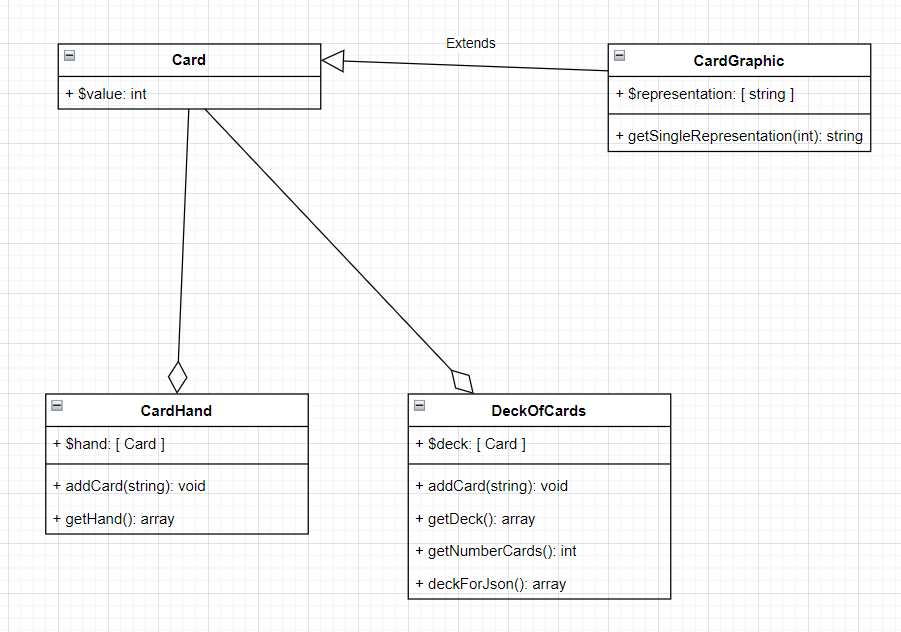 Extends
Card
+ $value: int
CardGraphic
+ $representation: [ string ]
+ getSingleRepresentation(int): string
CardHand
+ $hand: [ Card ]
+ addCard(string): void
+ getHand(): array
DeckOfCards
+ $deck: [ Card ]
+ addCard(string): void
+ getDeck(): array
+ getNumberCards(): int
+ deckForJson(): array